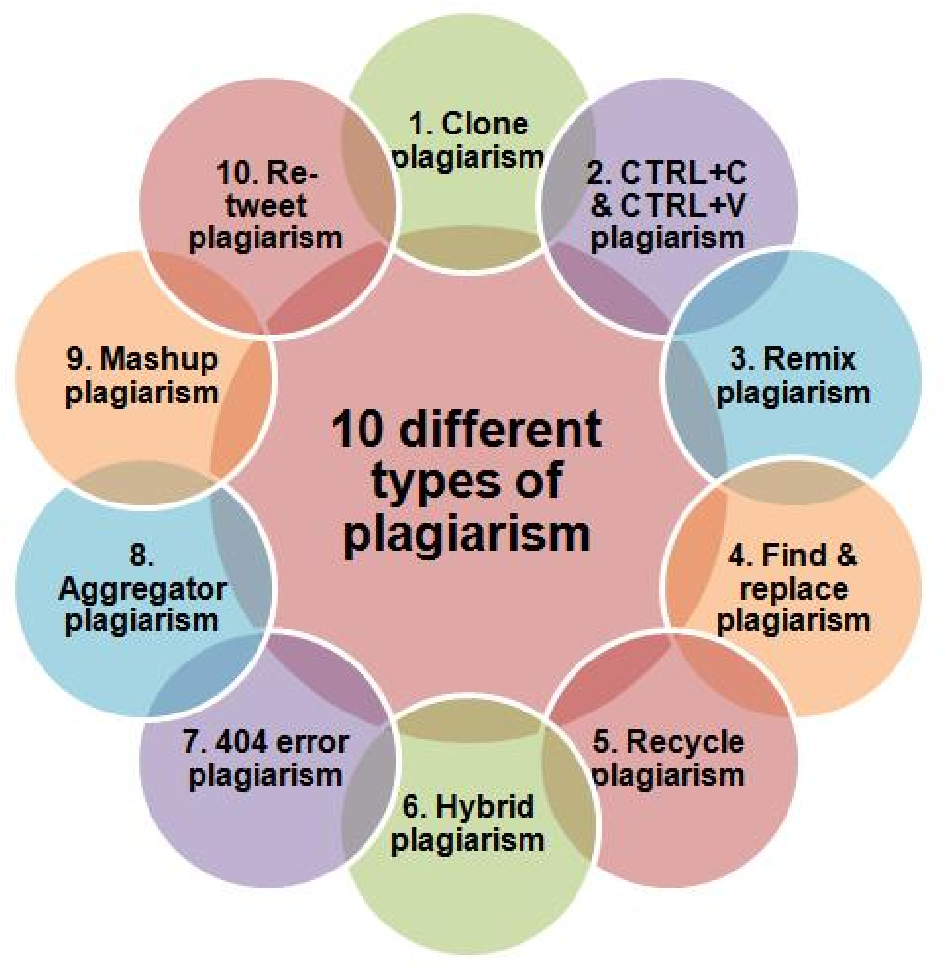 1. Clone
plagiarism
2. CTRL+C
& CTRL+V
plagiarism
3. Remix
plagiarism
4. Find &
replace
plagiarism
5. Recycle
plagiarism
6. Hybrid
plagiarism
7. 404 error
plagiarism
8.
Aggregator
plagiarism
9. Mashup
plagiarism
10. Re-
tweet
plagiarism
10 different
types of
plagiarism